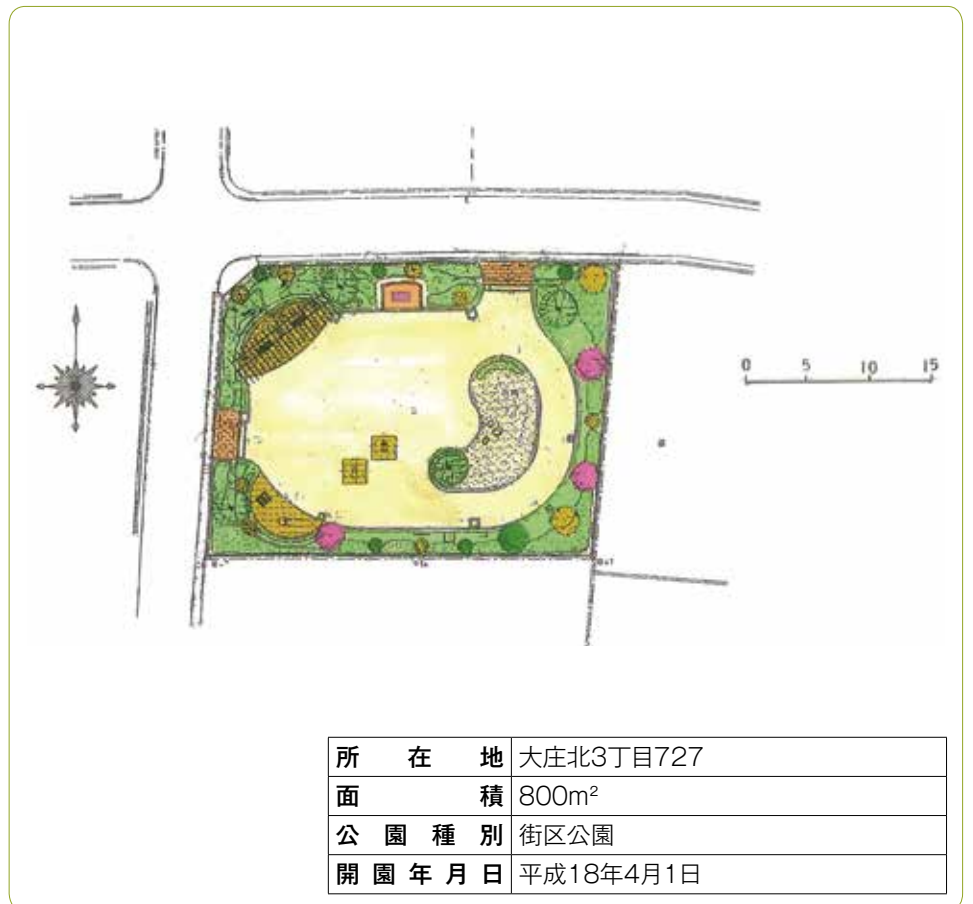 0 5 10 15
所在地 大庄北3丁目727
面積 800m²
公園種別 街区公園
開園年月日 平成18年4月1日